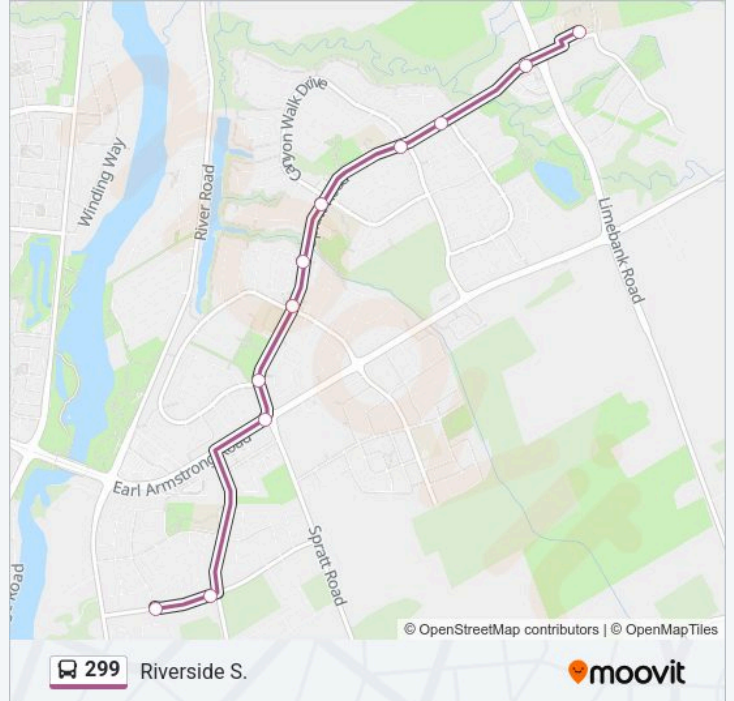 Canyon Walk Drive
Winding Way
River Road
Limebank Road
Earl Armstrong Road
Spratt Road
Road
© OpenStreetMap contributors | © OpenMapTiles
299 Riverside S.
moovit